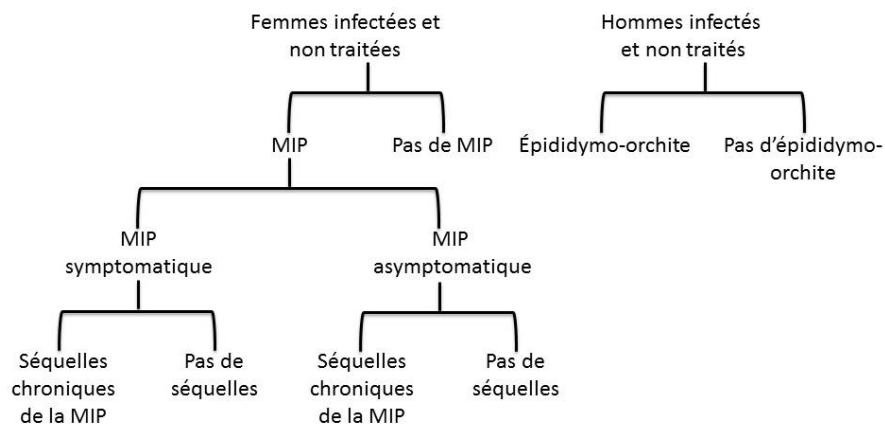 Femmes infectées et
non traitées
Hommes infectés
et non traités
MIP
Pas de MIP
Épididymo-orchite
Pas d'épididymo-
orchite
MIP
symptomatique
MIP
asymptomatique
Séquelles
chroniques
de la MIP
Pas de
séquelles
Séquelles
chroniques
de la MIP
Pas de
séquelles